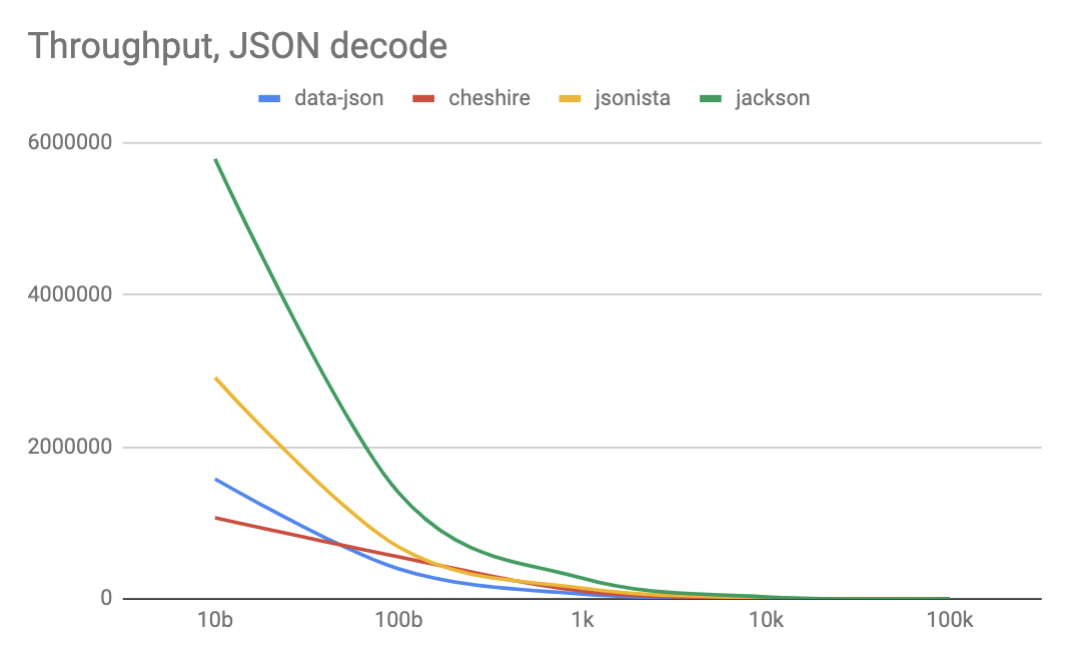 Throughput, JSON decode
data-json cheshire jsonista jackson
6000000
4000000
2000000
0
10b 100b 1k 10k 100k